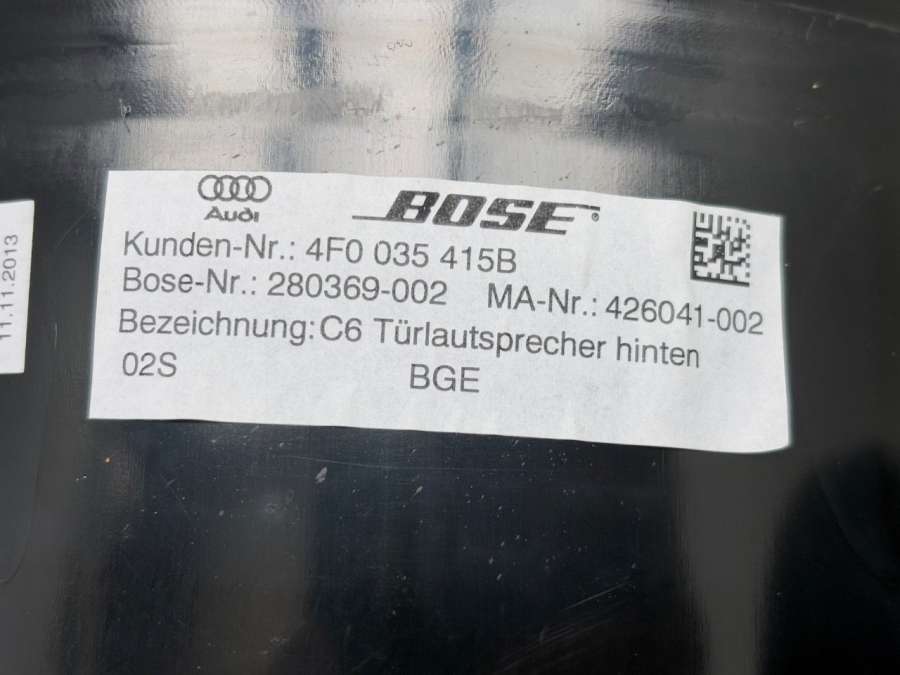 Audi
BOSE®
Kunden-Nr.: 4F0 035 415B
Bose-Nr.: 280369-002 MA-Nr.: 426041-002
Bezeichnung: C6 Türlautsprecher hinten
02S BGE
11.11.2013